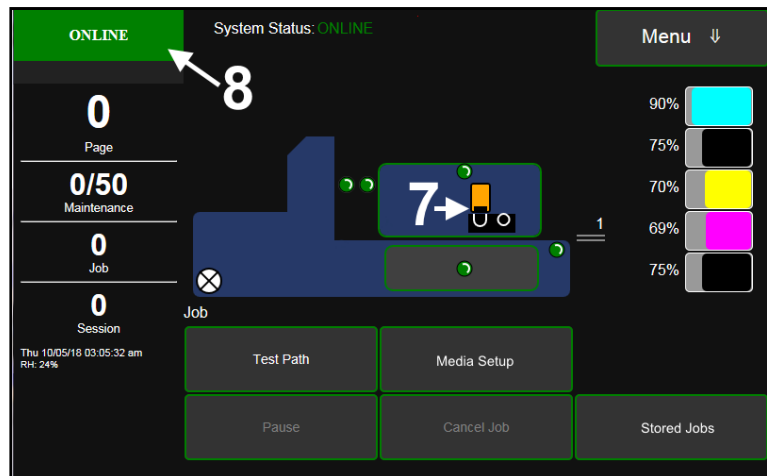 ONLINE
System Status: ONLINE
Menu ⇓
8
0
Page
0/50
Maintenance
0
Job
0
Session
Thu 10/05/18 03:05:32 am
RH: 24%
90%
75%
70%
69%
75%
7
1
Job
Test Path
Media Setup
Pause
Cancel Job
Stored Jobs